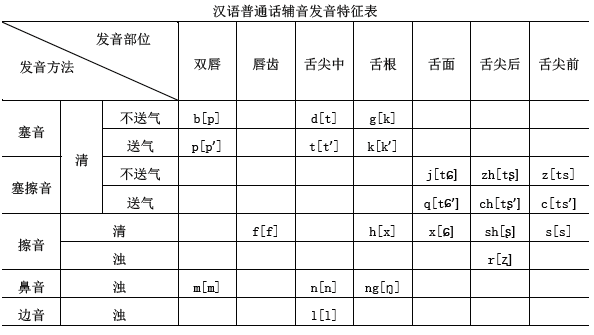 汉语普通话辅音发音特征表
发音部位
发音方法 双唇 唇齿 舌尖中 舌根 舌面 舌尖后 舌尖前
塞音 清 不送气 b[p] d[t] g[k]
送气 p[p′] t[t′] k[k′]
塞擦音 不送气 j[tɕ] zh[tʂ] z[ts]
送气 q[tɕ′] ch[tʂ′] c[ts′]
擦音 清 f[f] h[x] x[ɕ] sh[ʂ] s[s]
浊 r[ʐ]
鼻音 浊 m[m] n[n] ng[ŋ]
边音 浊 l[l]